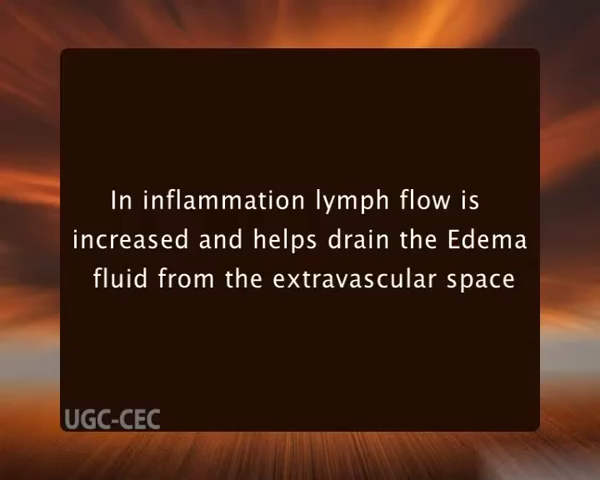 In inflammation lymph flow is
increased and helps drain the Edema
fluid from the extravascular space
UGC-CEC